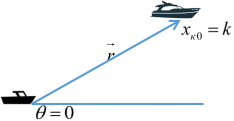 x_{κ0} = k
r⃗
θ = 0